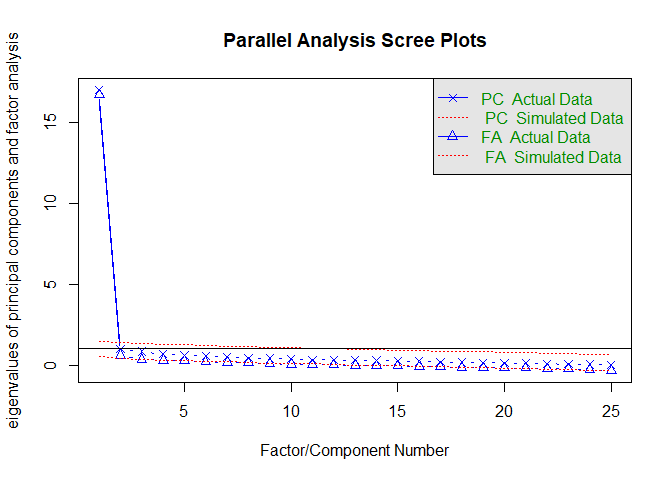 Parallel Analysis Scree Plots
eigenvalues of principal components and factor analysis
15
10
5
0
PC Actual Data
PC Simulated Data
FA Actual Data
FA Simulated Data
5
10
15
20
25
Factor/Component Number